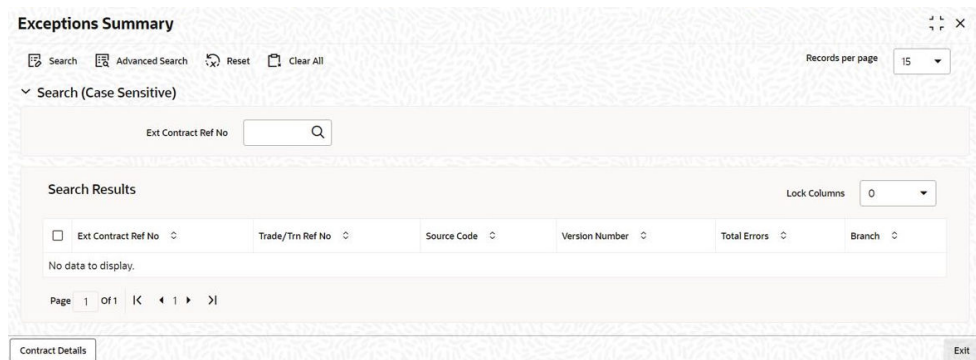 Exceptions Summary
Search Advanced Search Reset Clear All Records per page 15
Search (Case Sensitive)
Ext Contract Ref No
Search Results Lock Columns 0
Ext Contract Ref No Trade/Trn Ref No Source Code Version Number Total Errors Branch
No data to display.
Page 1 Of 1 1
Contract Details Exit